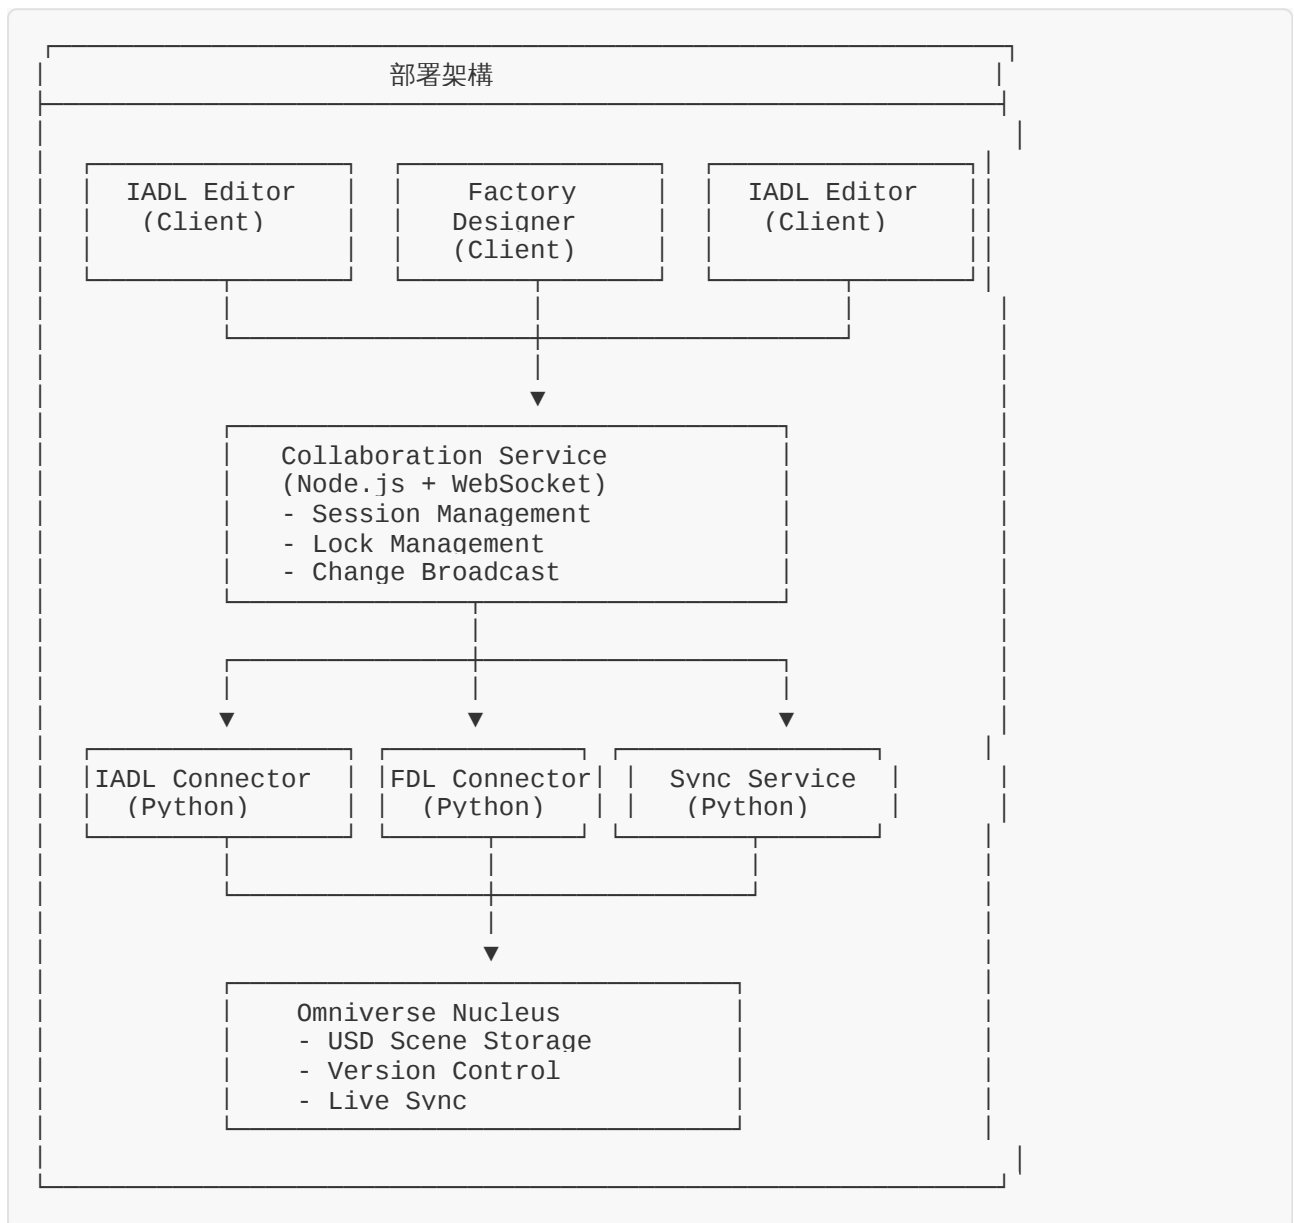 部署架構
IADL Editor Factory IADL Editor
(Client) Designer (Client)
(Client)
Collaboration Service
(Node.js + WebSocket)
- Session Management
- Lock Management
- Change Broadcast
IADL Connector FDL Connector Sync Service
(Python) (Python) (Python)
Omniverse Nucleus
- USD Scene Storage
- Version Control
- Live Sync